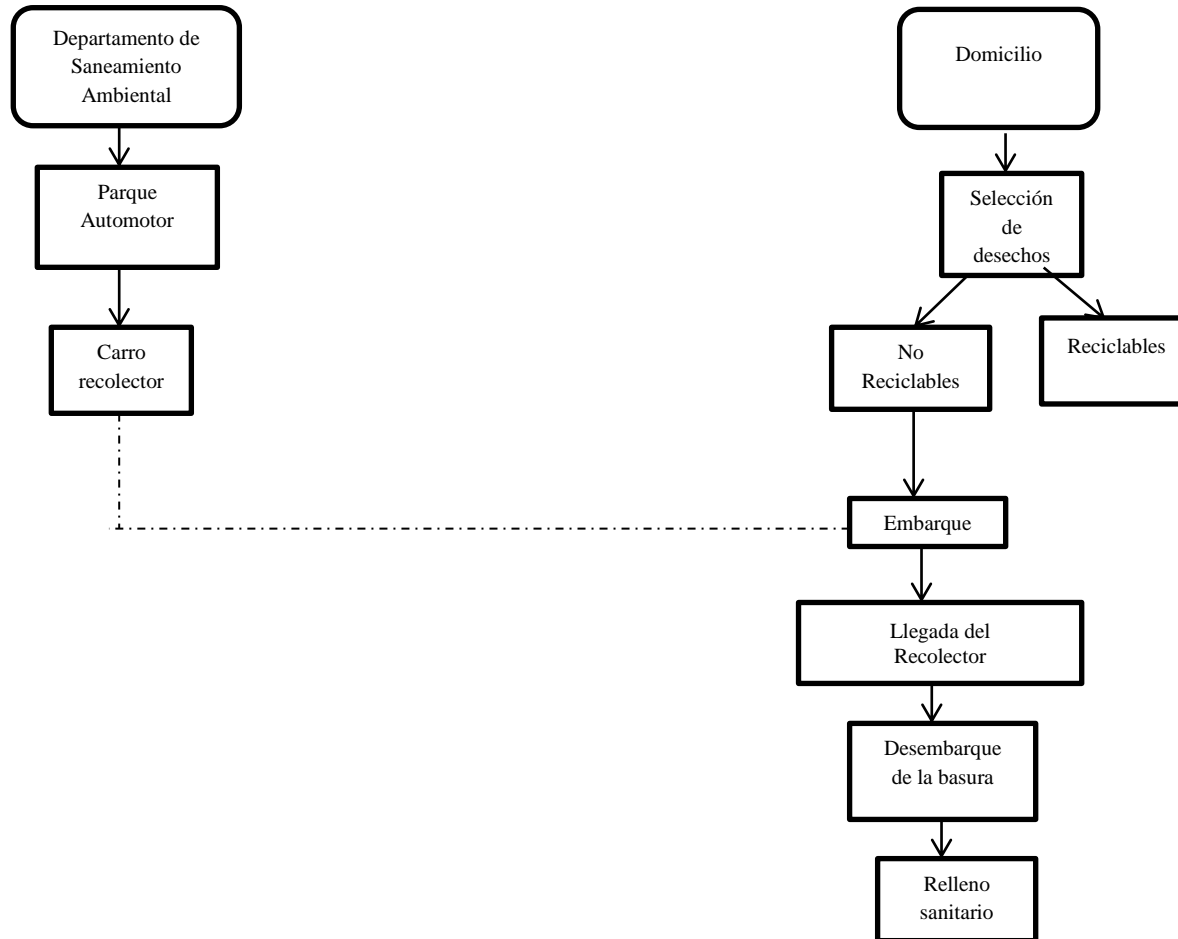 Departamento de
Saneamiento
Ambiental
Parque
Automotor
Carro
recolector
Domicilio
Selección
de
desechos
No
Reciclables
Reciclables
Embarque
Llegada del
Recolector
Desembarque
de la basura
Relleno
sanitario